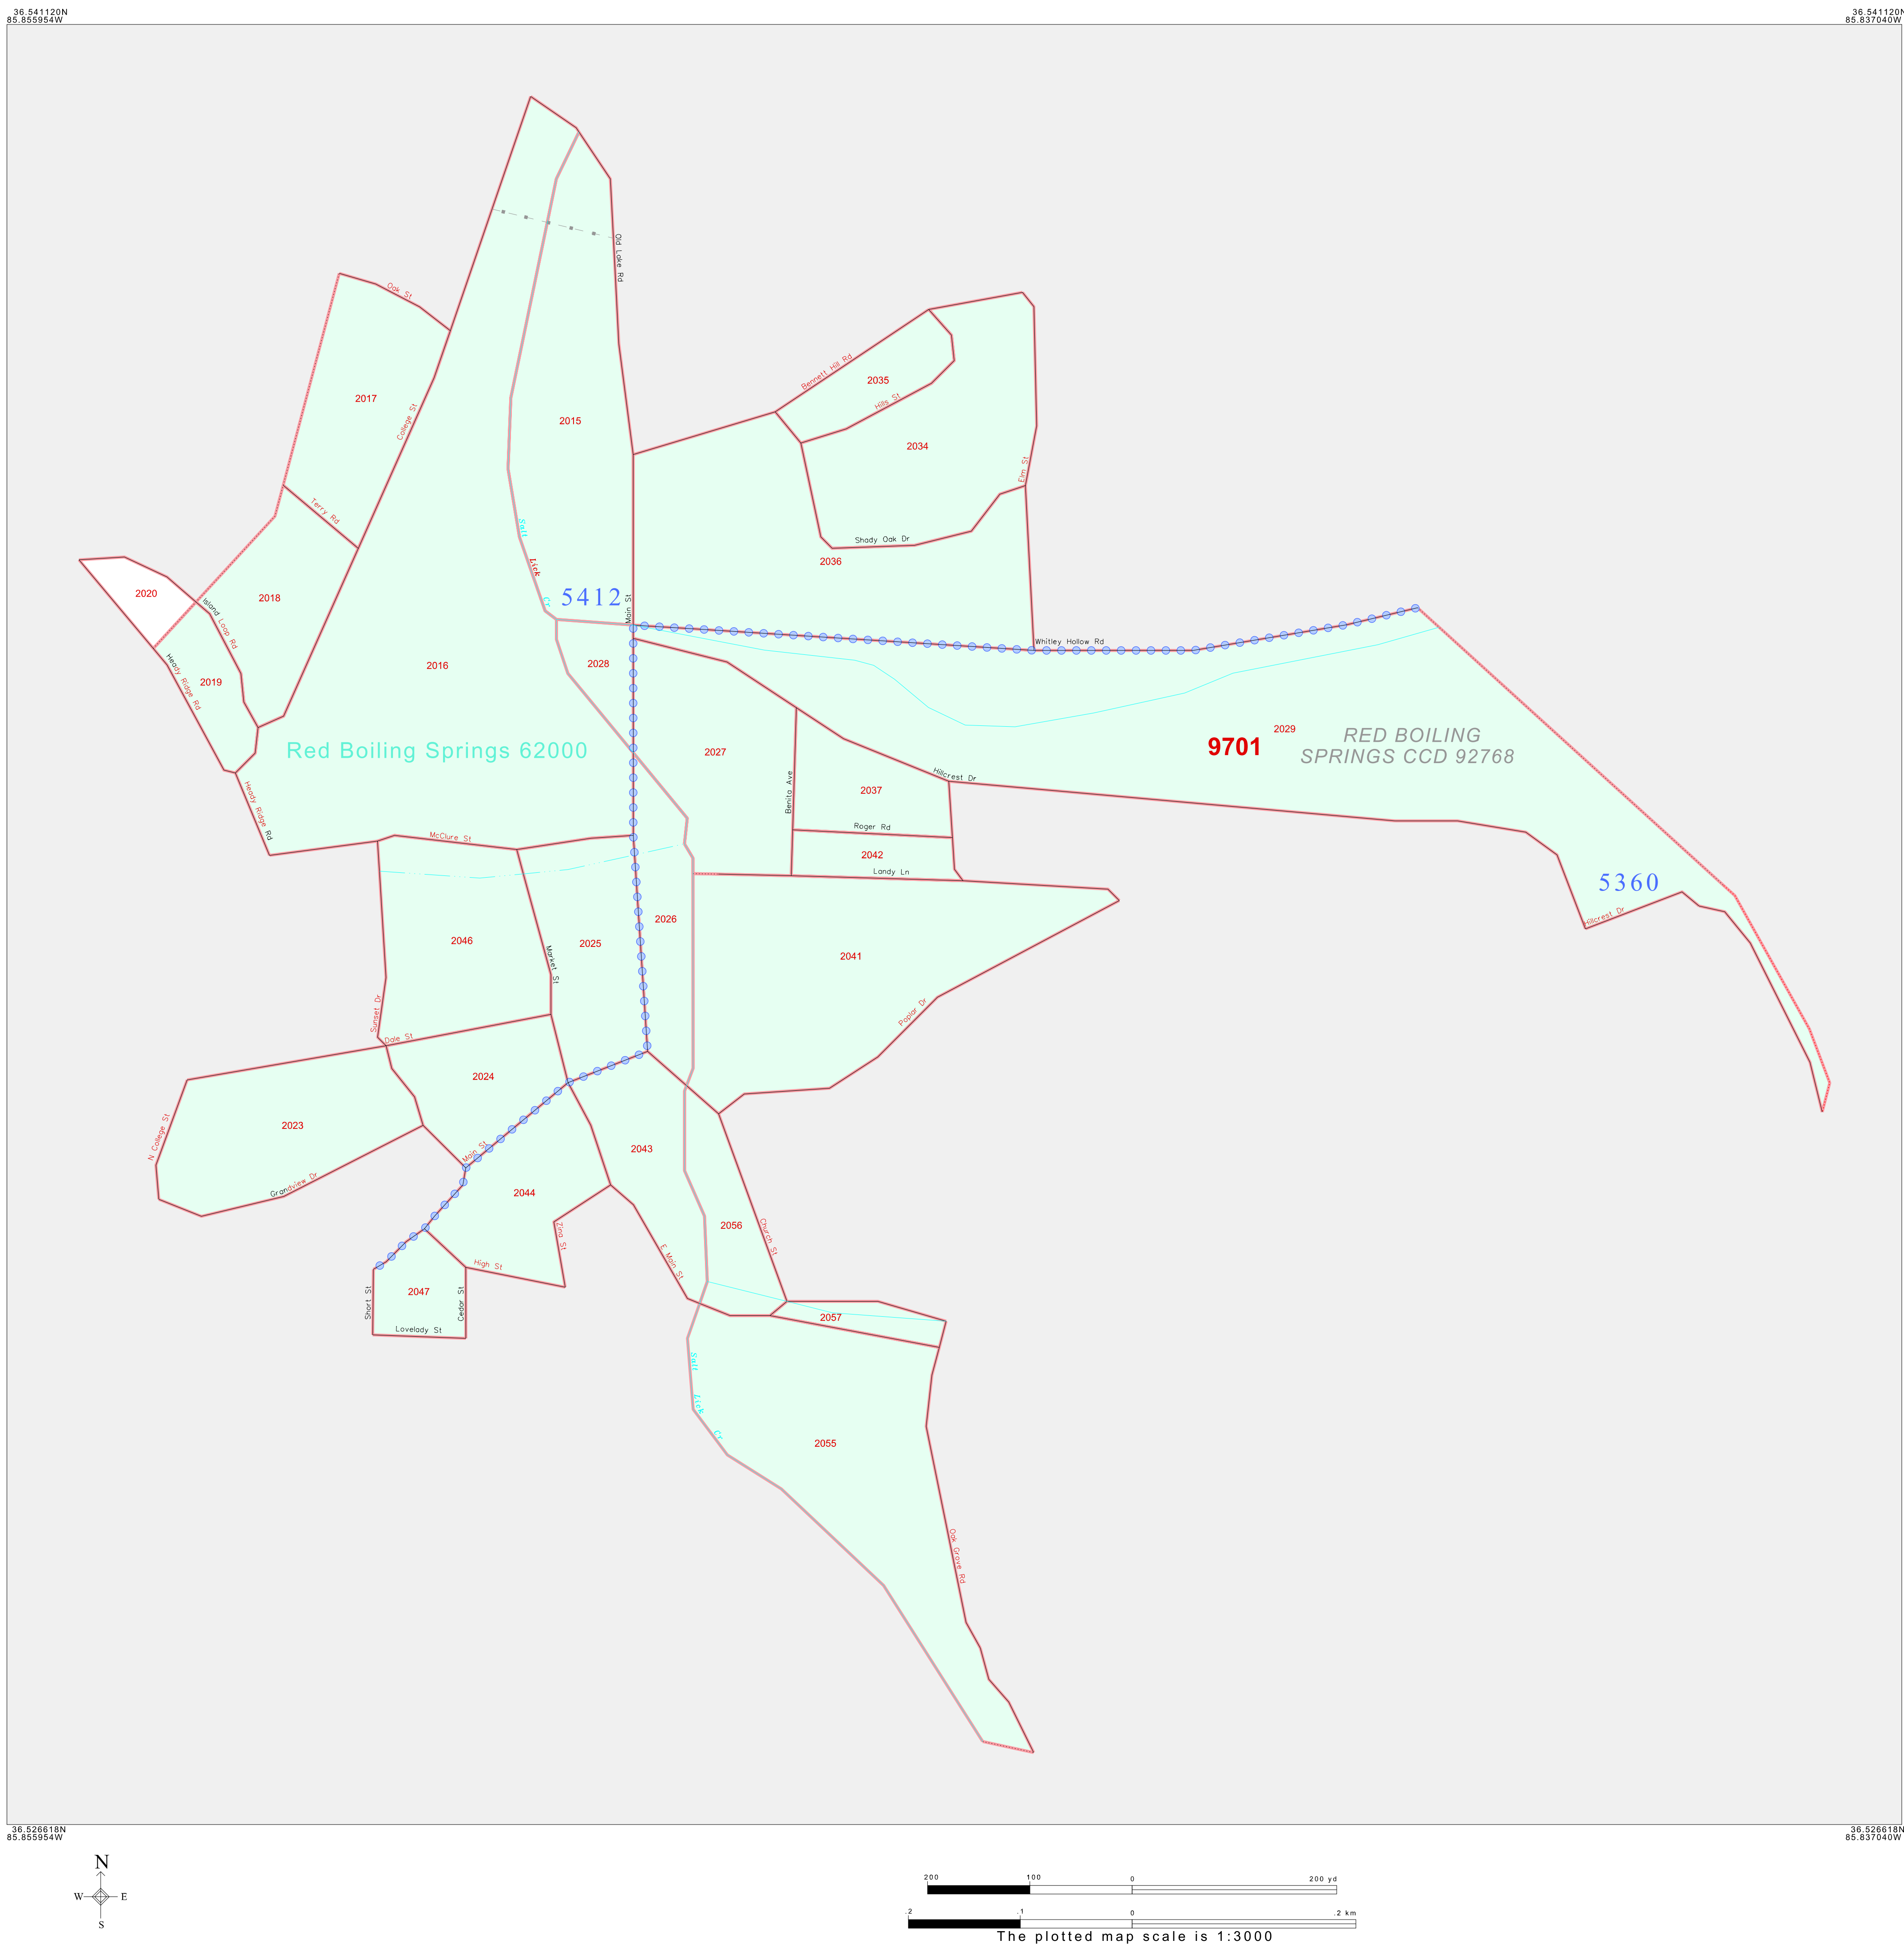 36.541120N
85.855954W
36.541120N
85.837040W
Old Lake Rd
Oak St
Bennett Hill Rd
2035
2017
Hills St
College St
2015
2034
Elm St
Terry Rd
Salt
Lick
Cr
Shady Oak Dr
2036
5412
Main St
2020
2018
Island Loop Rd
Whitley Hollow Rd
2016
2028
Heady Ridge Rd
2019
2029
RED BOILING
SPRINGS CCD 92768
9701
Red Boiling Springs 62000
2027
Hillcrest Dr
Benita Ave
2037
Heady Ridge Rd
Roger Rd
McClure St
2042
Landy Ln
5360
Hillcrest Dr
2026
2046
2025
Market St
2041
Sunset Dr
Poplar Dr
Dale St
2024
2023
N College St
Main St
2043
Grandview Dr
2044
2056
Church St
Zina St
E Main St
High St
2047
Short St
Cedar St
Lovelady St
2057
Salt
Lick
Cr
2055
Oak Grove Rd
36.526618N
85.855954W
36.526618N
85.837040W
N
W E
S
200 100 0 200 yd
.2 .1 0 .2 km
The plotted map scale is 1:3000